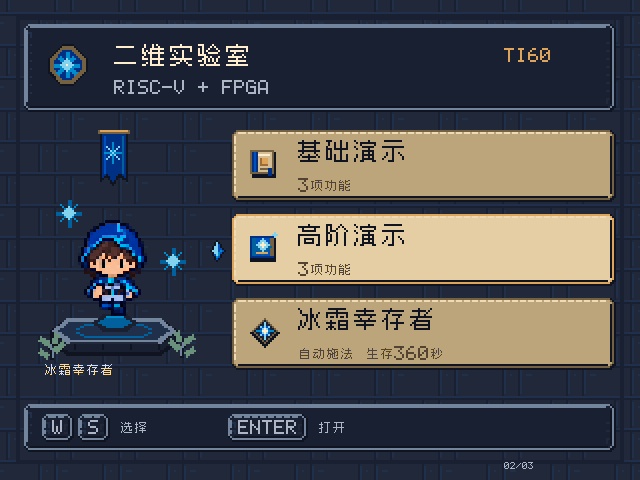 二维实验室
TI60
RISC-V + FPGA
基础演示
3项功能
高阶演示
3项功能
冰霜幸存者
自动施法 生存360秒
冰霜幸存者
W S 选择 ENTER 打开
02/03